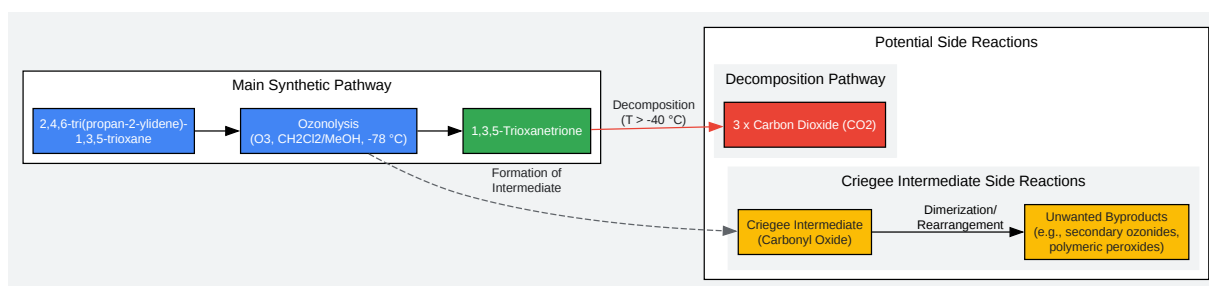 Potential Side Reactions
Main Synthetic Pathway
Decomposition Pathway
2,4,6-tri(propan-2-ylidene)-
1,3,5-trioxane
Ozonolysis
(O3, CH2Cl2/MeOH, -78 °C)
1,3,5-Trioxanetrione
Decomposition
(T > -40 °C)
3 x Carbon Dioxide (CO2)
Formation of
Intermediate
Criegee Intermediate Side Reactions
Criegee Intermediate
(Carbonyl Oxide)
Dimerization/
Rearrangement
Unwanted Byproducts
(e.g., secondary ozonides,
polymeric peroxides)